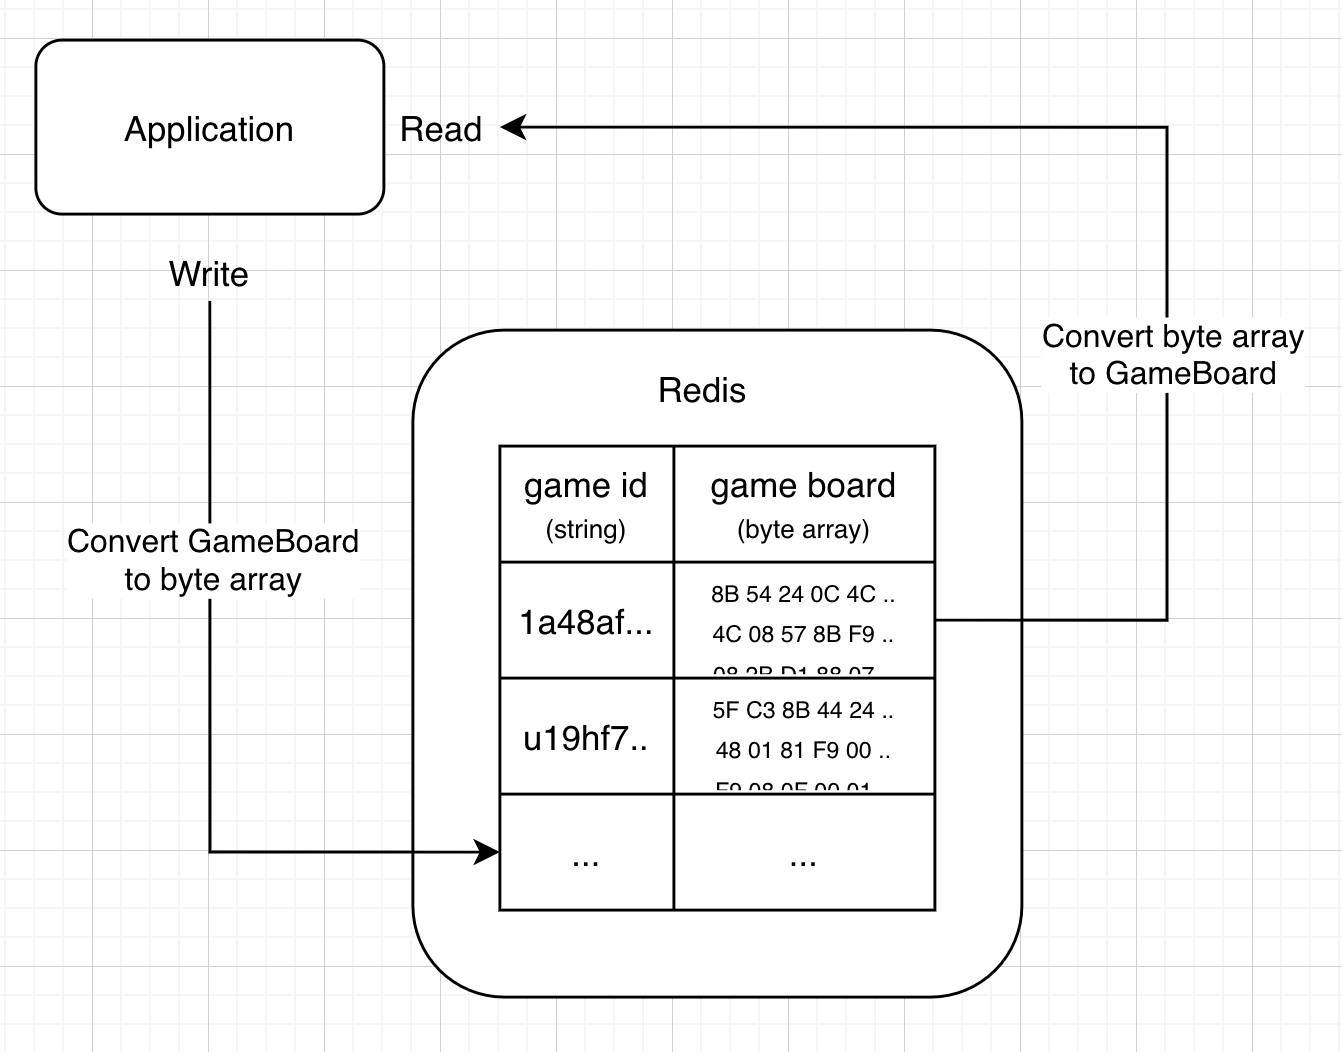 Application
Read
Write
Convert byte array
to GameBoard
Redis
game id
(string)
game board
(byte array)
Convert GameBoard
to byte array
1a48af...
8B 54 24 0C 4C ..
4C 08 57 8B F9 ..
u19hf7..
5F C3 8B 44 24 ..
48 01 81 F9 00 ..
...
...